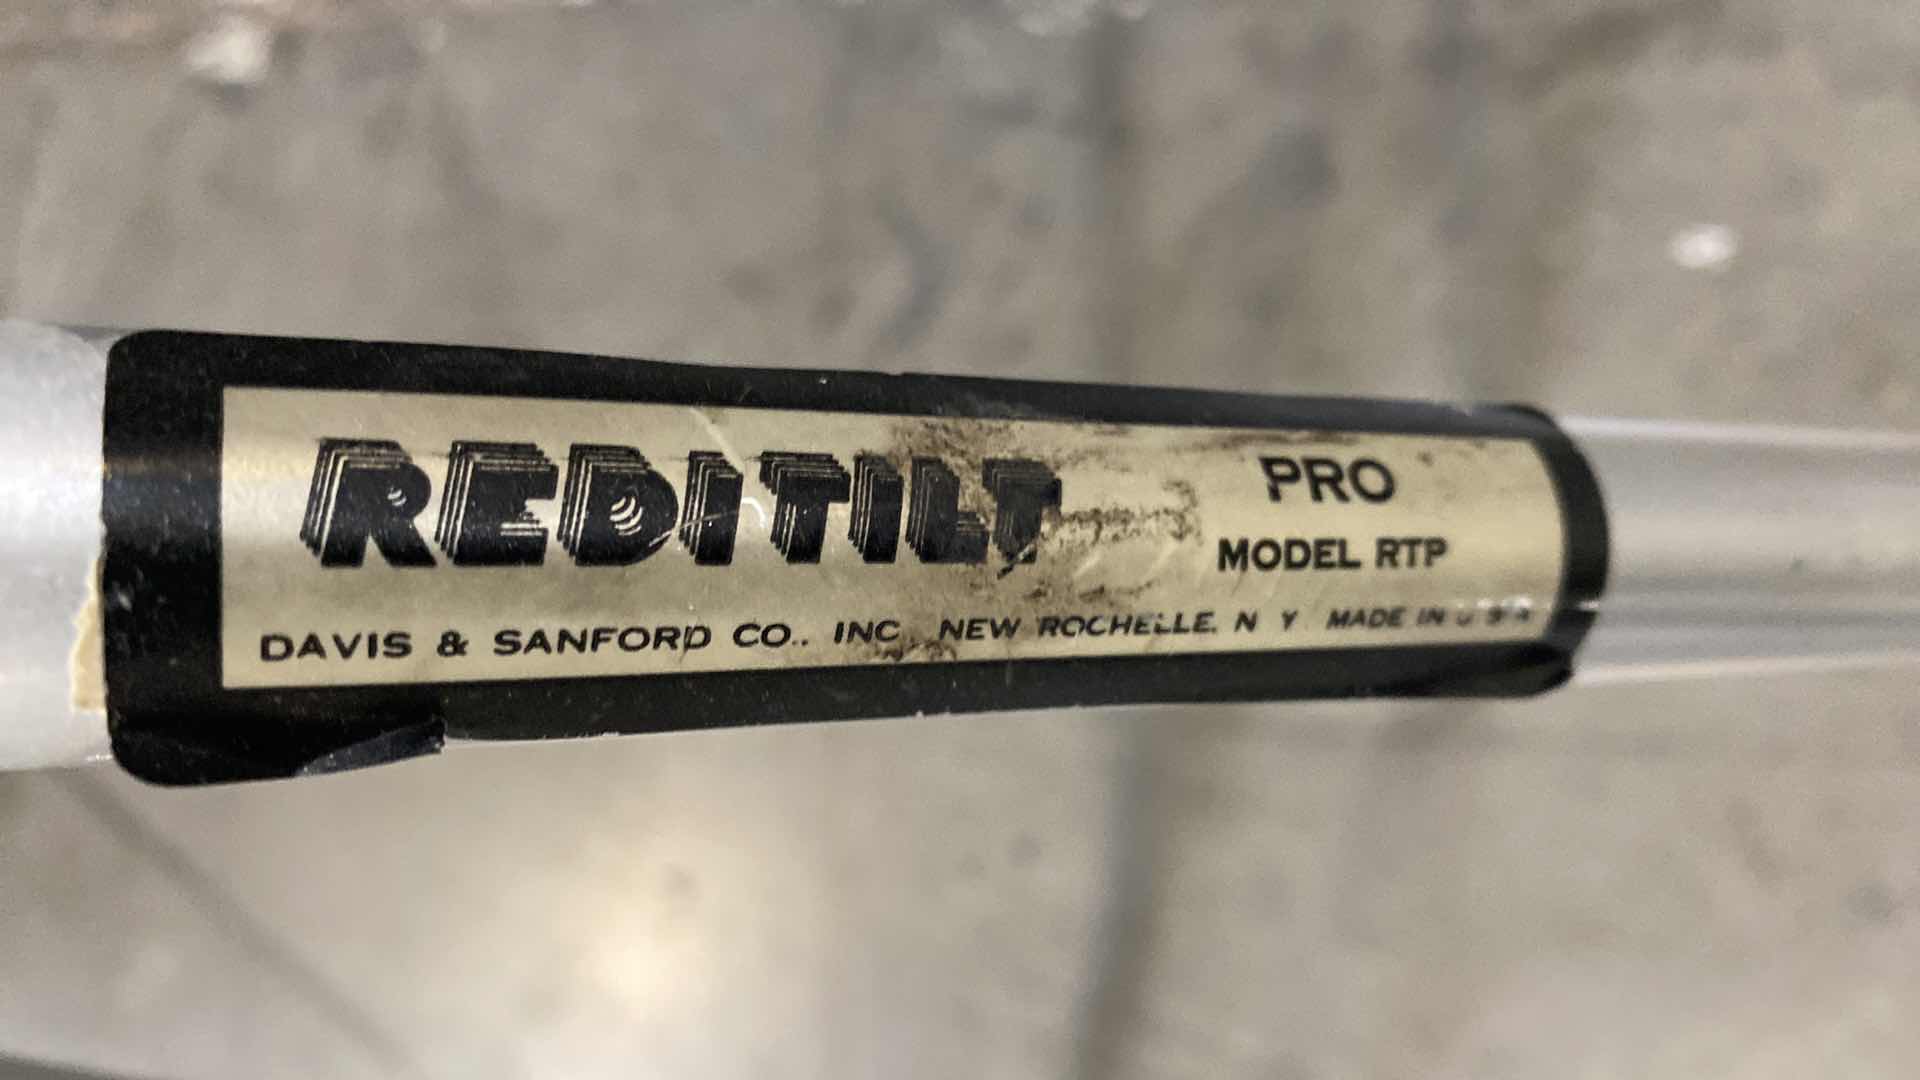 REDITILT
PRO
MODEL RTP
DAVIS & SANFORD CO., INC. NEW ROCHELLE, N Y MADE IN U S A